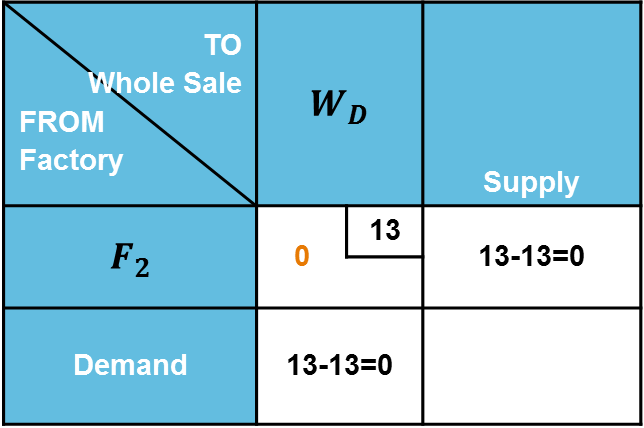 TO
Whole Sale
FROM
Factory
W_D
Supply
F_2
0
13
13-13=0
Demand
13-13=0